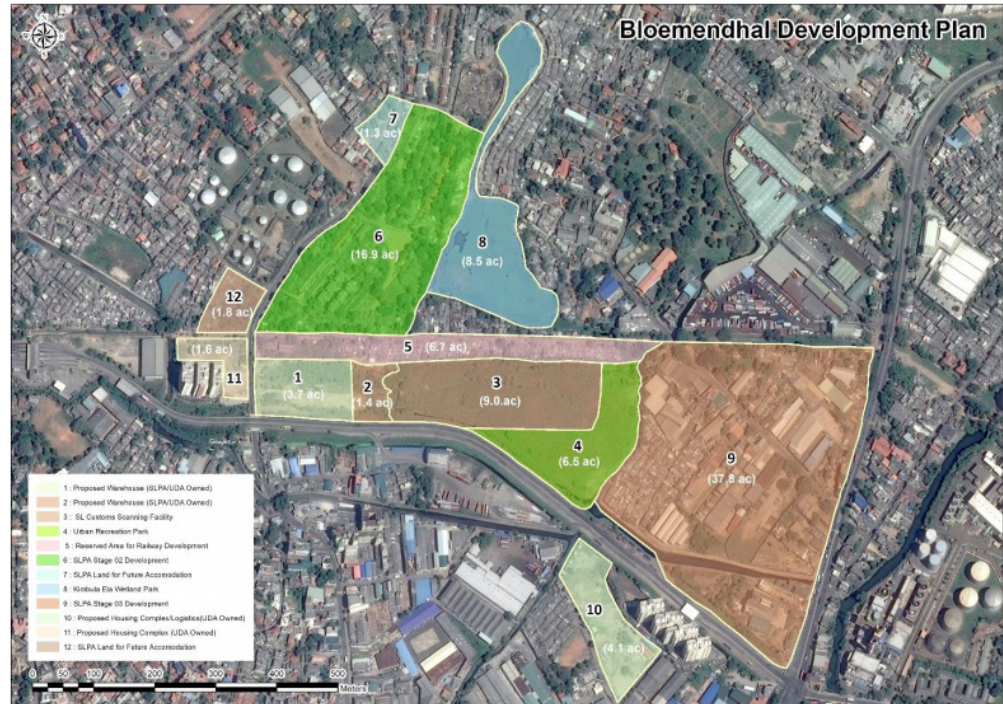 Bloemendhal Development Plan
7
(1.3 ac)
6
(16.9 ac)
8
(8.5 ac)
12
(1.8 ac)
(1.6 ac)
11
5 (6.7 ac)
1
(3.7 ac)
2
(1.4 ac)
3
(9.0.ac)
4
(6.5 ac)
9
(37.8 ac)
10
(4.1 ac)
1 : Proposed Warehouse (SLPA/UDA Owned)
2 : Proposed Warehouse (SLPA/UDA Owned)
3 : SL Customs Scanning Facility
4 : Urban Recreation Park
5 : Reserved Area for Railway Development
6 : SLPA Stage 02 Development
7 : SLPA Land for Future Accomodation
8 : Kimbula Ela Wetland Park
9 : SLPA Stage 03 Development
10 : Proposed Housing Complex/Logistics(UDA Owned)
11 : Proposed Housing Complex (UDA Owned)
12 : SLPA Land for Future Accomodation
0 50 100 200 300 400 500
Meters